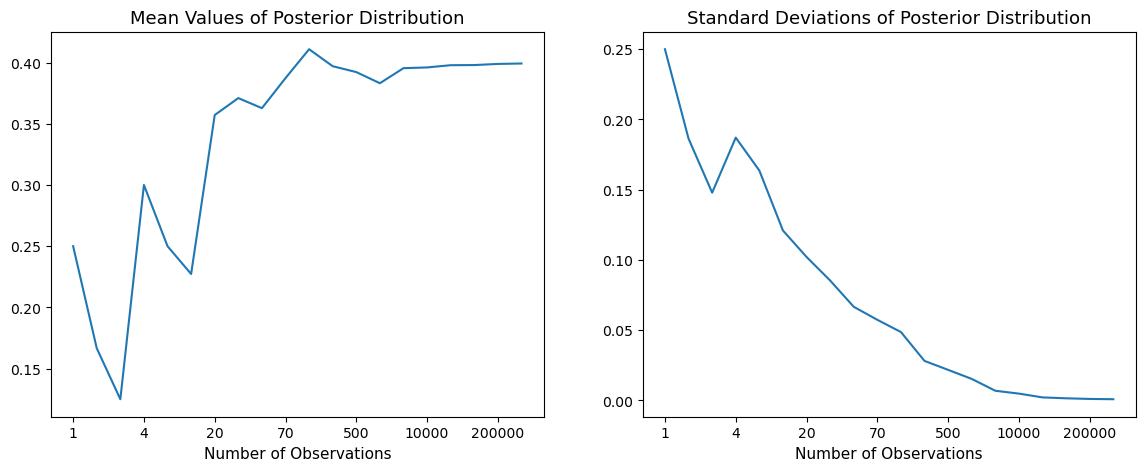 Mean Values of Posterior Distribution
0.40
0.35
0.30
0.25
0.20
0.15
1 4 20 70 500 10000 200000
Number of Observations
Standard Deviations of Posterior Distribution
0.25
0.20
0.15
0.10
0.05
0.00
1 4 20 70 500 10000 200000
Number of Observations